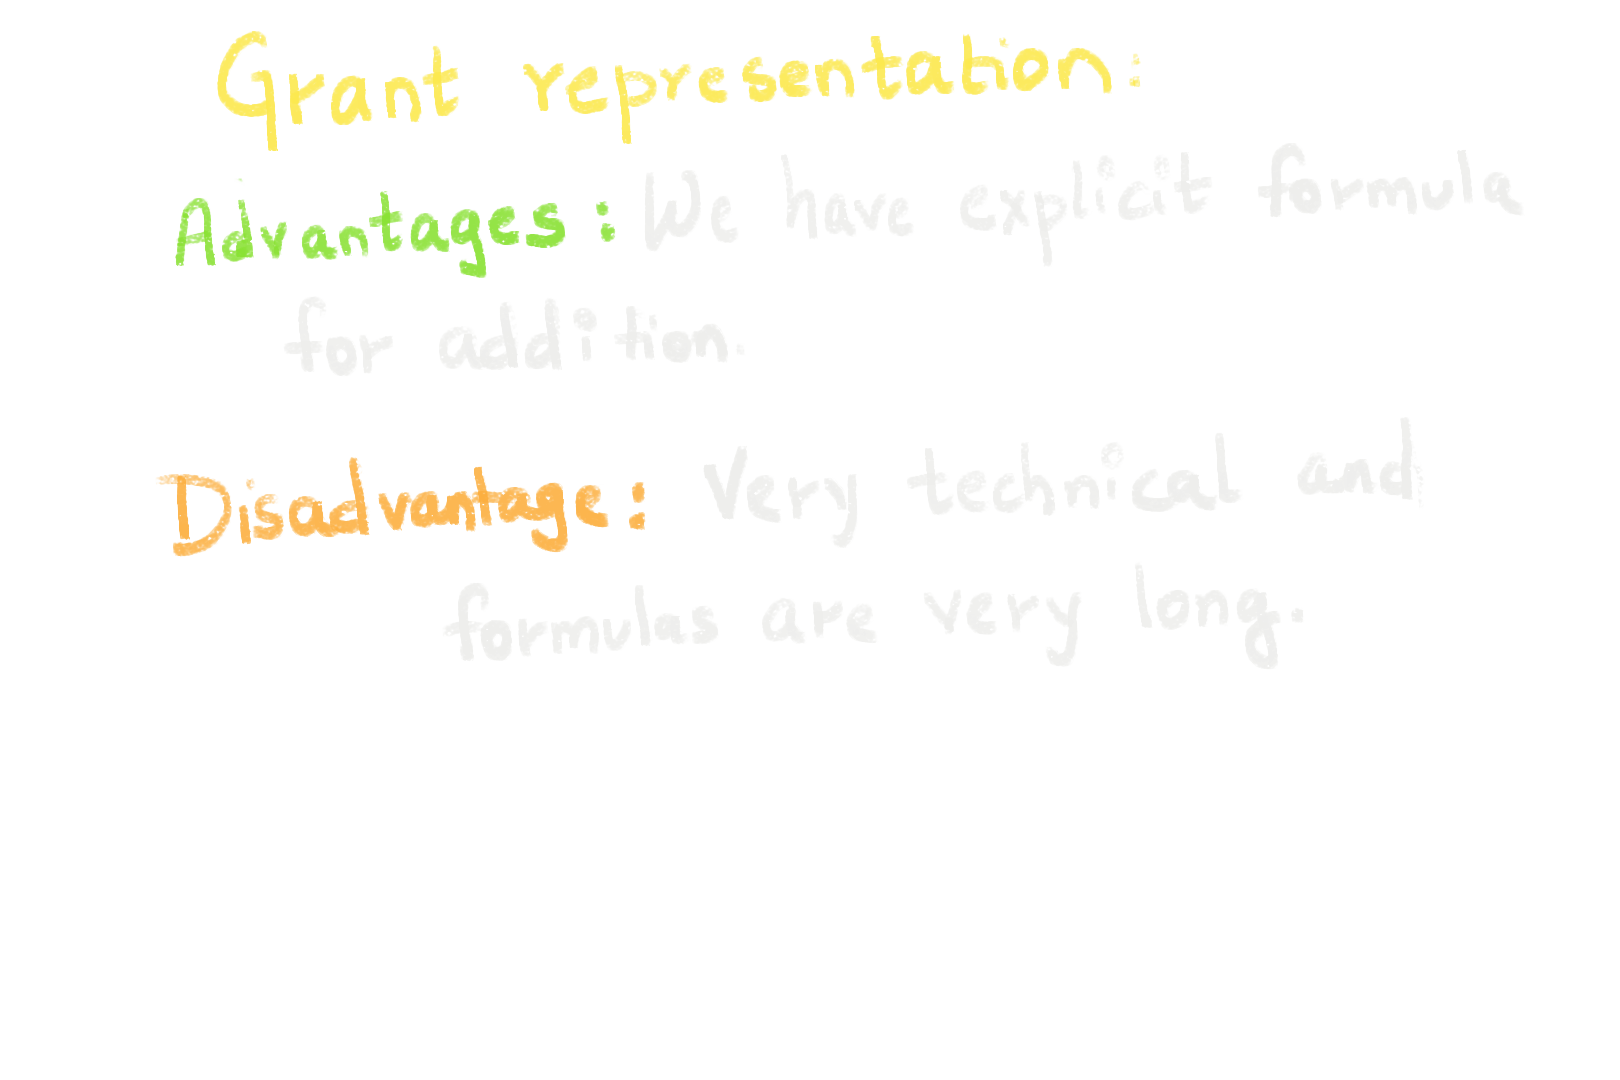 Grant representation:
Advantages: We have explicit formula
for addition.
Disadvantage: Very technical and
formulas are very long.